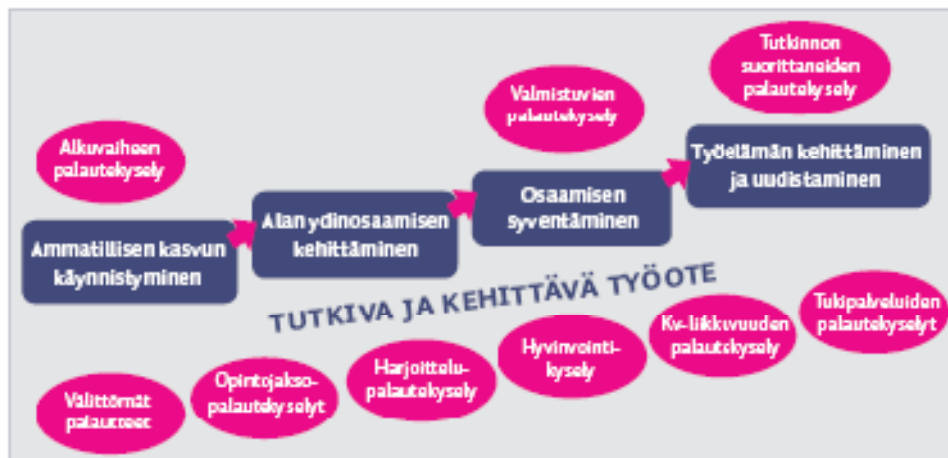 Tutkinnon
suorittaneiden
palautekysely
Valmistuvien
palautekysely
Alkuvaiheen
palautekysely
Työelämän kehittäminen
ja uudistaminen
Osaamisen
syventäminen
Alan ydinosaamisen
kehittäminen
Ammatillisen kasvun
käynnistyminen
TUTKIVA JA KEHITTÄVÄ TYÖOTE
Välittömät
palautteet
Opintojakso-
palautekyselyt
Harjoittelu-
palautekysely
Hyvinvointi-
kysely
Kv-liikkuvuuden
palautekysely
Tukipalveluiden
palautekyselyt